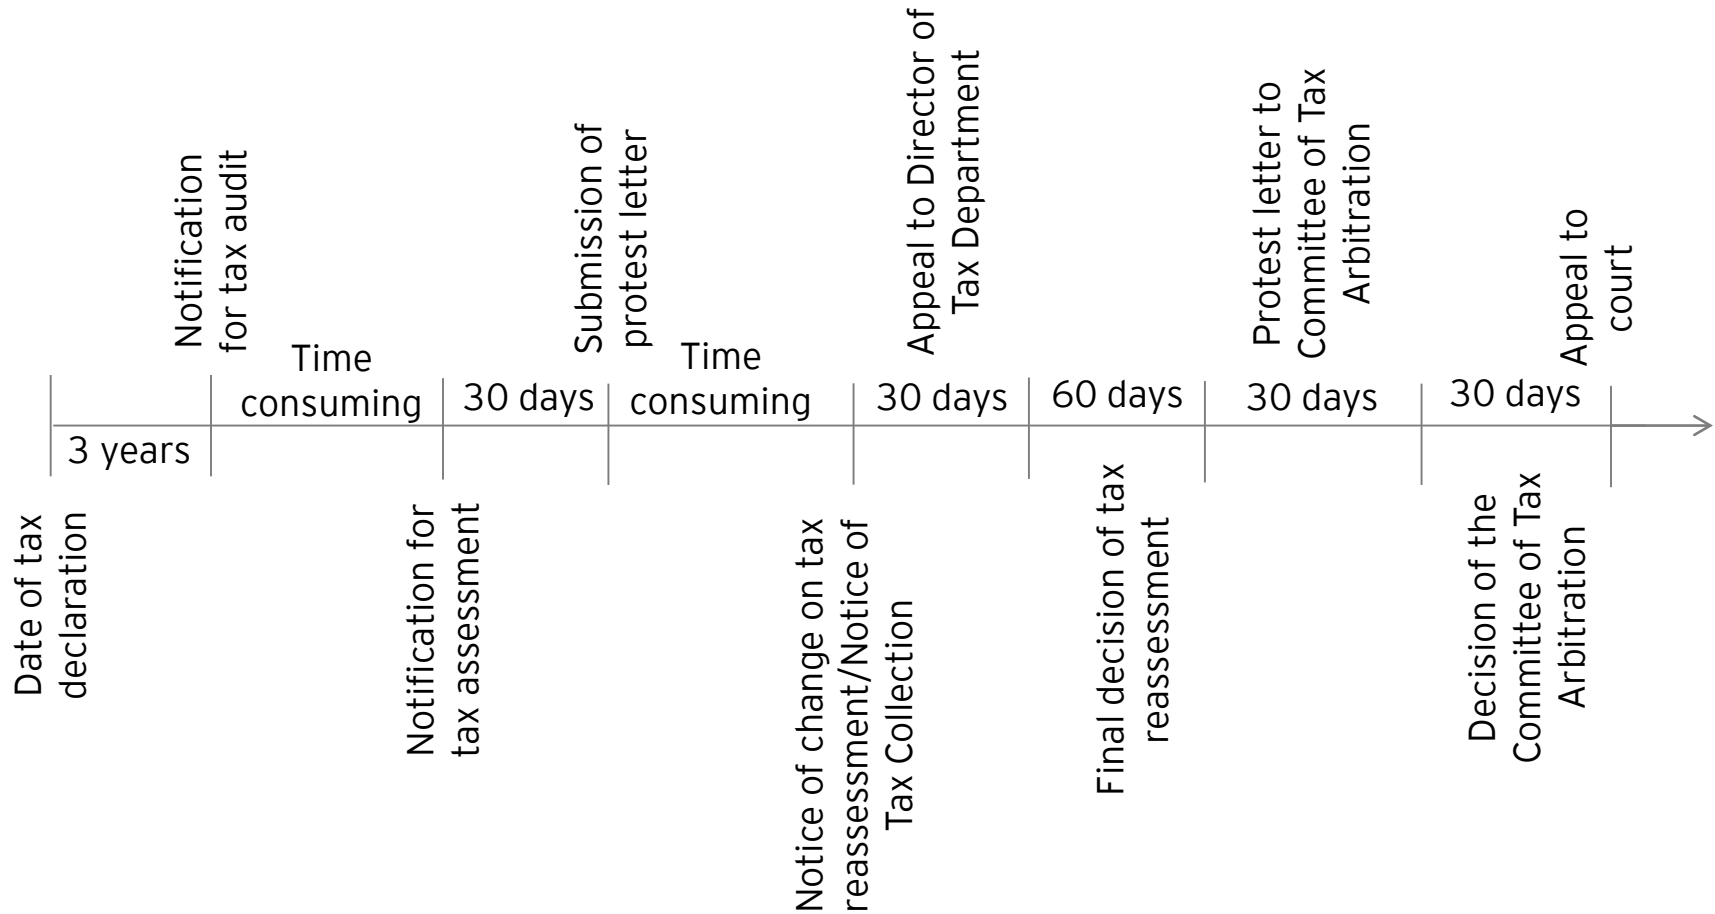 Notification
for tax audit
Submission of
protest letter
Appeal to Director of
Tax Department
Protest letter to
Committee of Tax
Arbitration
Appeal to
court
Time
consuming
30 days
Time
consuming
30 days
60 days
30 days
30 days
3 years
Date of tax
declaration
Notification for
tax assessment
Notice of change on tax
reassessment/Notice of
Tax Collection
Final decision of tax
reassessment
Decision of the
Committee of Tax
Arbitration